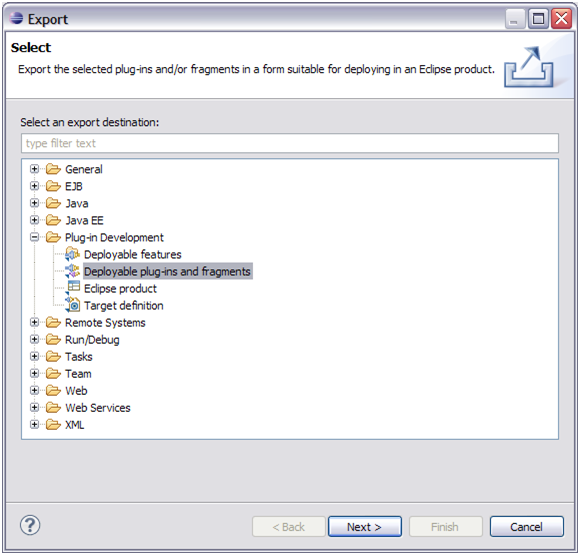 Export
Select
Export the selected plug-ins and/or fragments in a form suitable for deploying in an Eclipse product.
Select an export destination:
type filter text
General
EJB
Java
Java EE
Plug-in Development
Deployable features
Deployable plug-ins and fragments
Eclipse product
Target definition
Remote Systems
Run/Debug
Tasks
Team
Web
Web Services
XML
? < Back Next > Finish Cancel